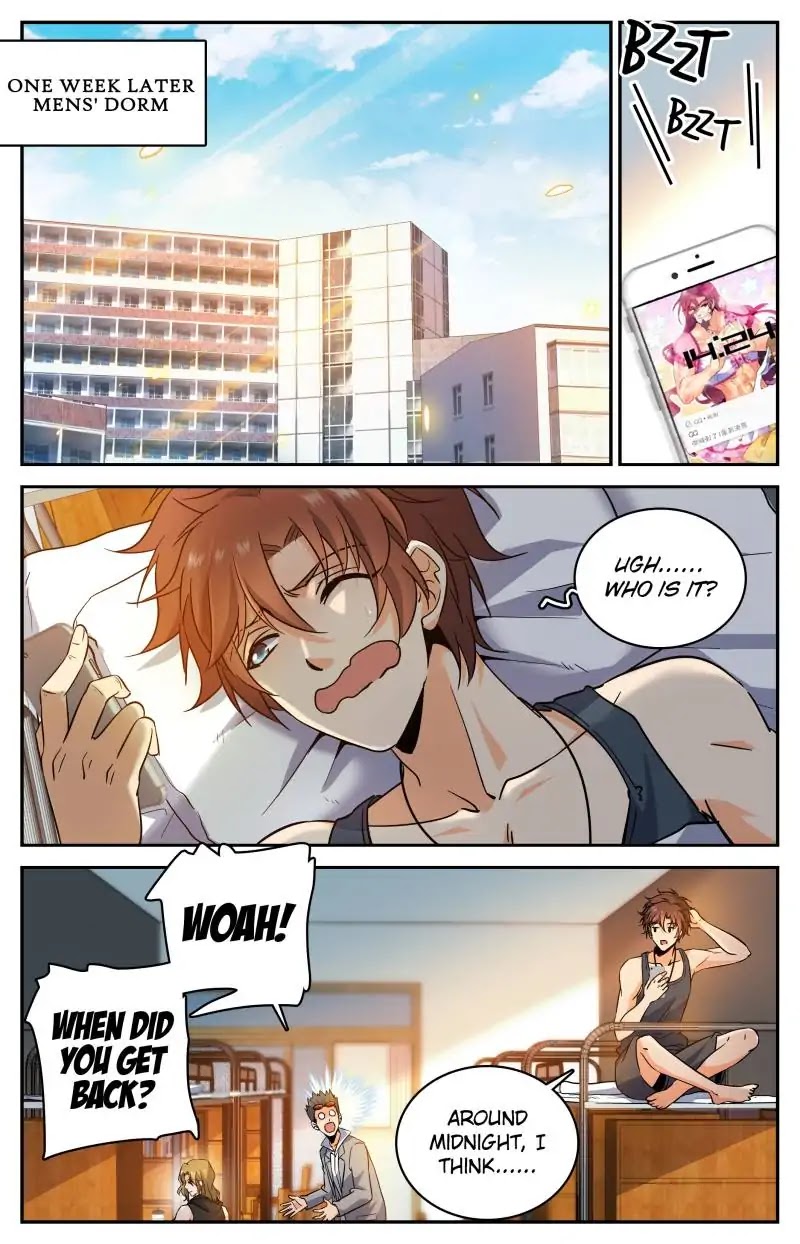 ONE WEEK LATER
MENS' DORM
BZZT
BZZT
14:24
QQ
UGH......
WHO IS IT?
WOAH!
WHEN DID
YOU GET
BACK?
AROUND
MIDNIGHT, I
THINK......